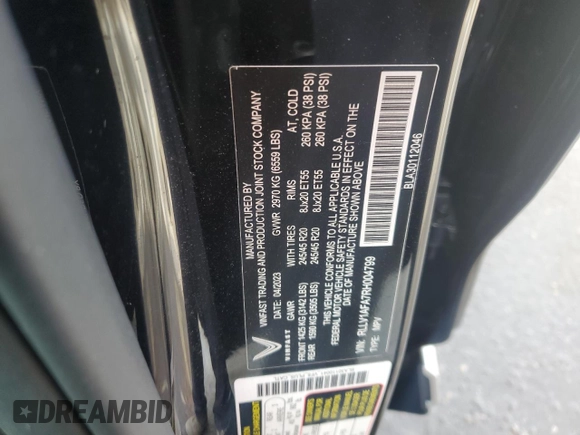 MANUFACTURED BY
VINFAST TRADING AND PRODUCTION JOINT STOCK COMPANY
DATE 04/2023 GVWR 2970 KG (6559 LBS)
GAWR WITH TIRES RIMS AT, COLD
FRONT 1425 KG (3142 LBS) 245/45 R20 8Jx20 ET55 260 KPA (38 PSI)
REAR 1590 KG (3505 LBS) 245/45 R20 8Jx20 ET55 260 KPA (38 PSI)
THIS VEHICLE CONFORMS TO ALL APPLICABLE U.S.A.
FEDERAL MOTOR VEHICLE SAFETY STANDARDS IN EFFECT ON THE
DATE OF MANUFACTURE SHOWN ABOVE
VIN: RLLV1AFA7RH004799
TYPE: MPV
BLA30112046
VINFAST
DREAMBID